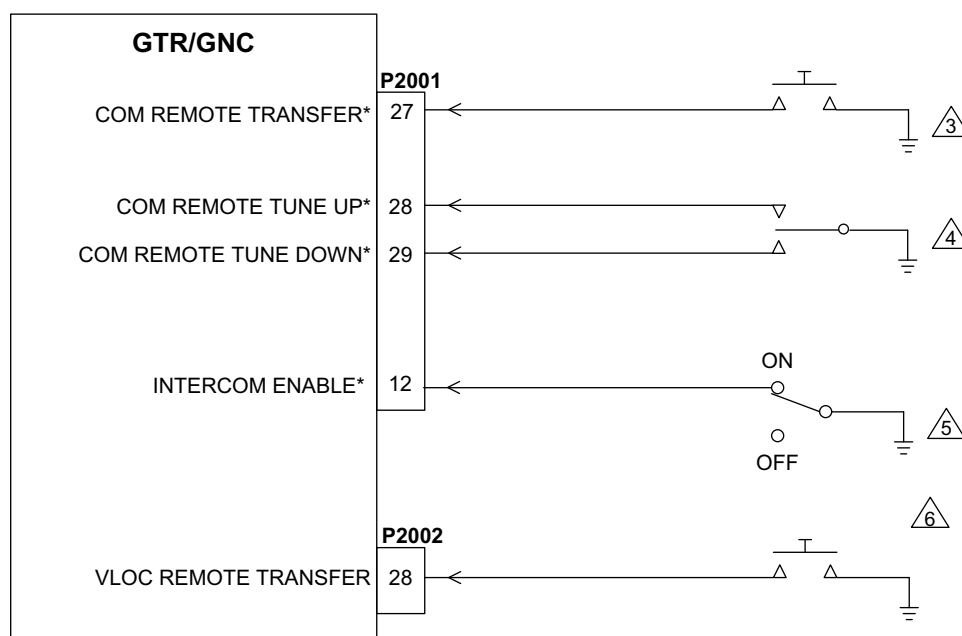 GTR/GNC
P2001
COM REMOTE TRANSFER* 27
3
COM REMOTE TUNE UP* 28
COM REMOTE TUNE DOWN* 29
4
ON
INTERCOM ENABLE* 12
5
OFF
6
P2002
VLOC REMOTE TRANSFER 28